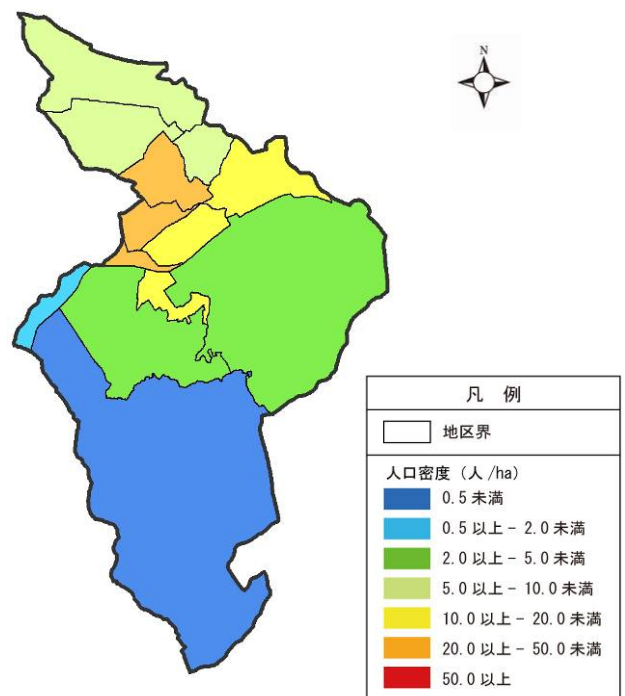 N
凡 例
地区界
人口密度 (人/ha)
0.5 未満
0.5 以上 - 2.0 未満
2.0 以上 - 5.0 未満
5.0 以上 - 10.0 未満
10.0 以上 - 20.0 未満
20.0 以上 - 50.0 未満
50.0 以上